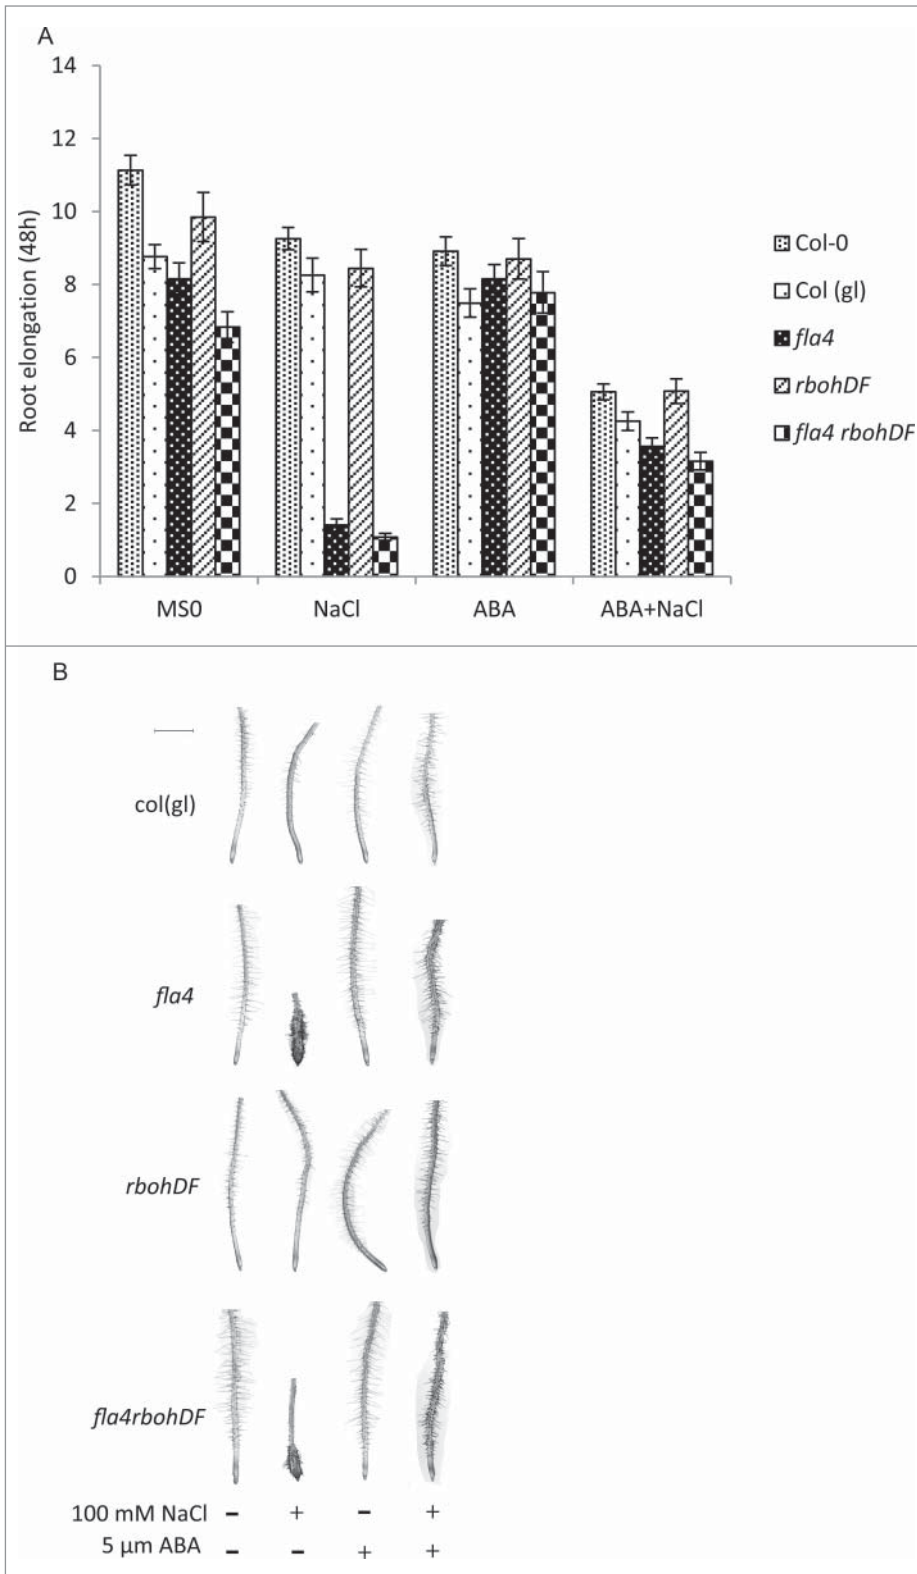 A
14
12
10
8
6
4
2
0
Root elongation (48h)
MS0 NaCl ABA ABA+NaCl
Col-0
Col (gl)
fla4
rbohDF
fla4 rbohDF
B
col(gl)
fla4
rbohDF
fla4rbohDF
100 mM NaCl - + - +
5 µm ABA - - + +